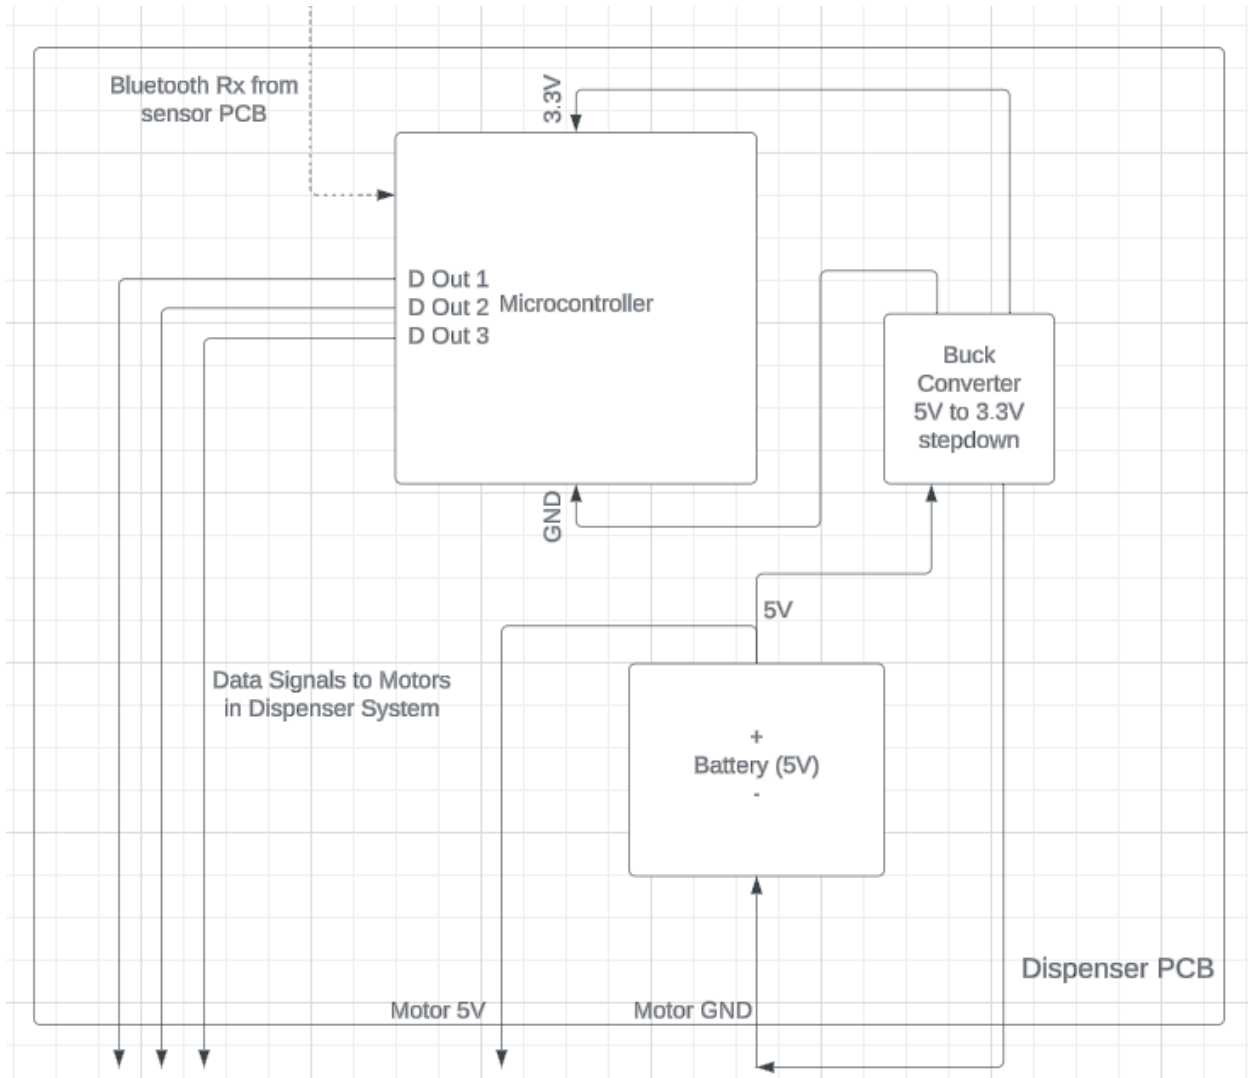 Bluetooth Rx from
sensor PCB
3.3V
D Out 1
D Out 2
D Out 3
Microcontroller
Buck
Converter
5V to 3.3V
stepdown
GND
5V
Data Signals to Motors
in Dispenser System
+
Battery (5V)
-
Dispenser PCB
Motor 5V
Motor GND